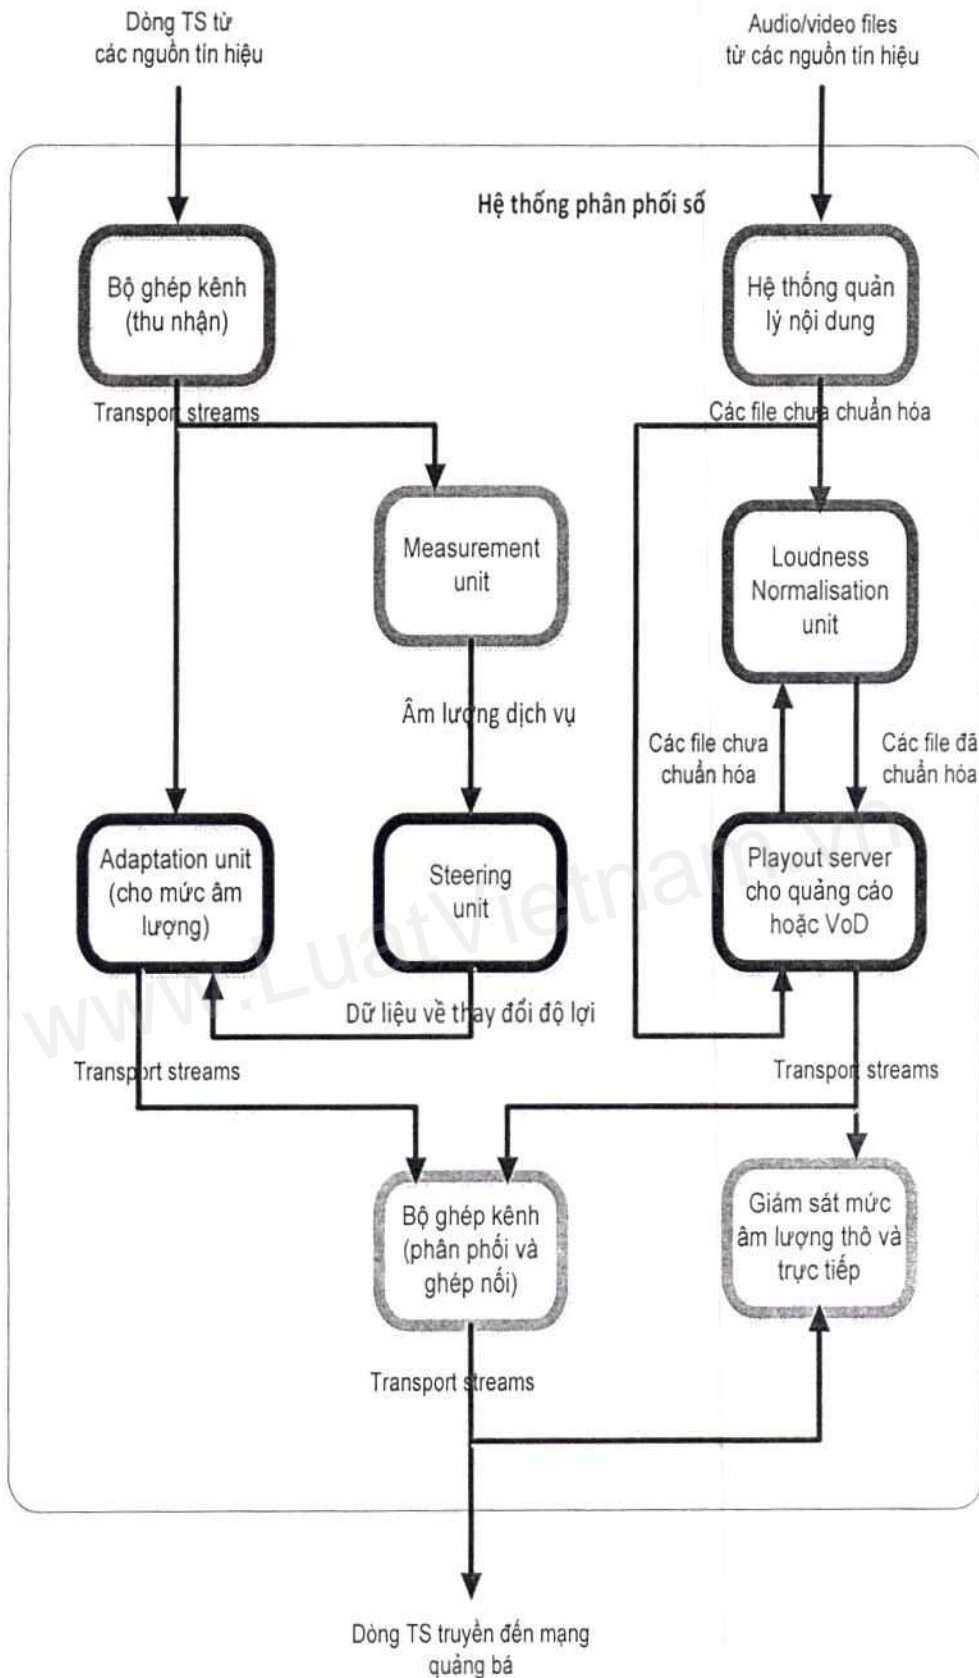 Dòng TS từ
các nguồn tín hiệu
Audio/video files
từ các nguồn tín hiệu
Hệ thống phân phối số
Bộ ghép kênh
(thu nhận)
Hệ thống quản
lý nội dung
Transport streams
Các file chưa chuẩn hóa
Measurement
unit
Loudness
Normalisation
unit
Âm lượng dịch vụ
Các file chưa
chuẩn hóa
Các file đã
chuẩn hóa
Adaptation unit
(cho mức âm
lượng)
Steering
unit
Playout server
cho quảng cáo
hoặc VoD
Dữ liệu về thay đổi độ lợi
Transport streams
Transport streams
Bộ ghép kênh
(phân phối và
ghép nối)
Giám sát mức
âm lượng thô và
trực tiếp
Transport streams
Dòng TS truyền đến mạng
quảng bá
www.LuatVietnam.vn